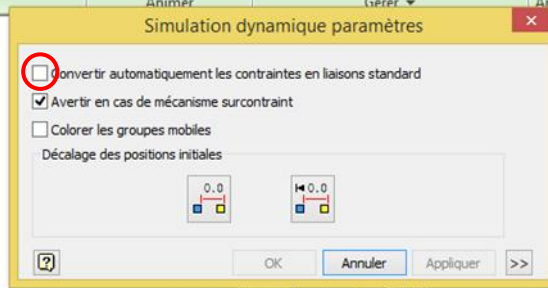 Animer Gérer
Simulation dynamique paramètres
Convertir automatiquement les contraintes en liaisons standard
Avertir en cas de mécanisme surcontraint
Colorer les groupes mobiles
Décalage des positions initiales
0.0 0.0
OK Annuler Appliquer >>